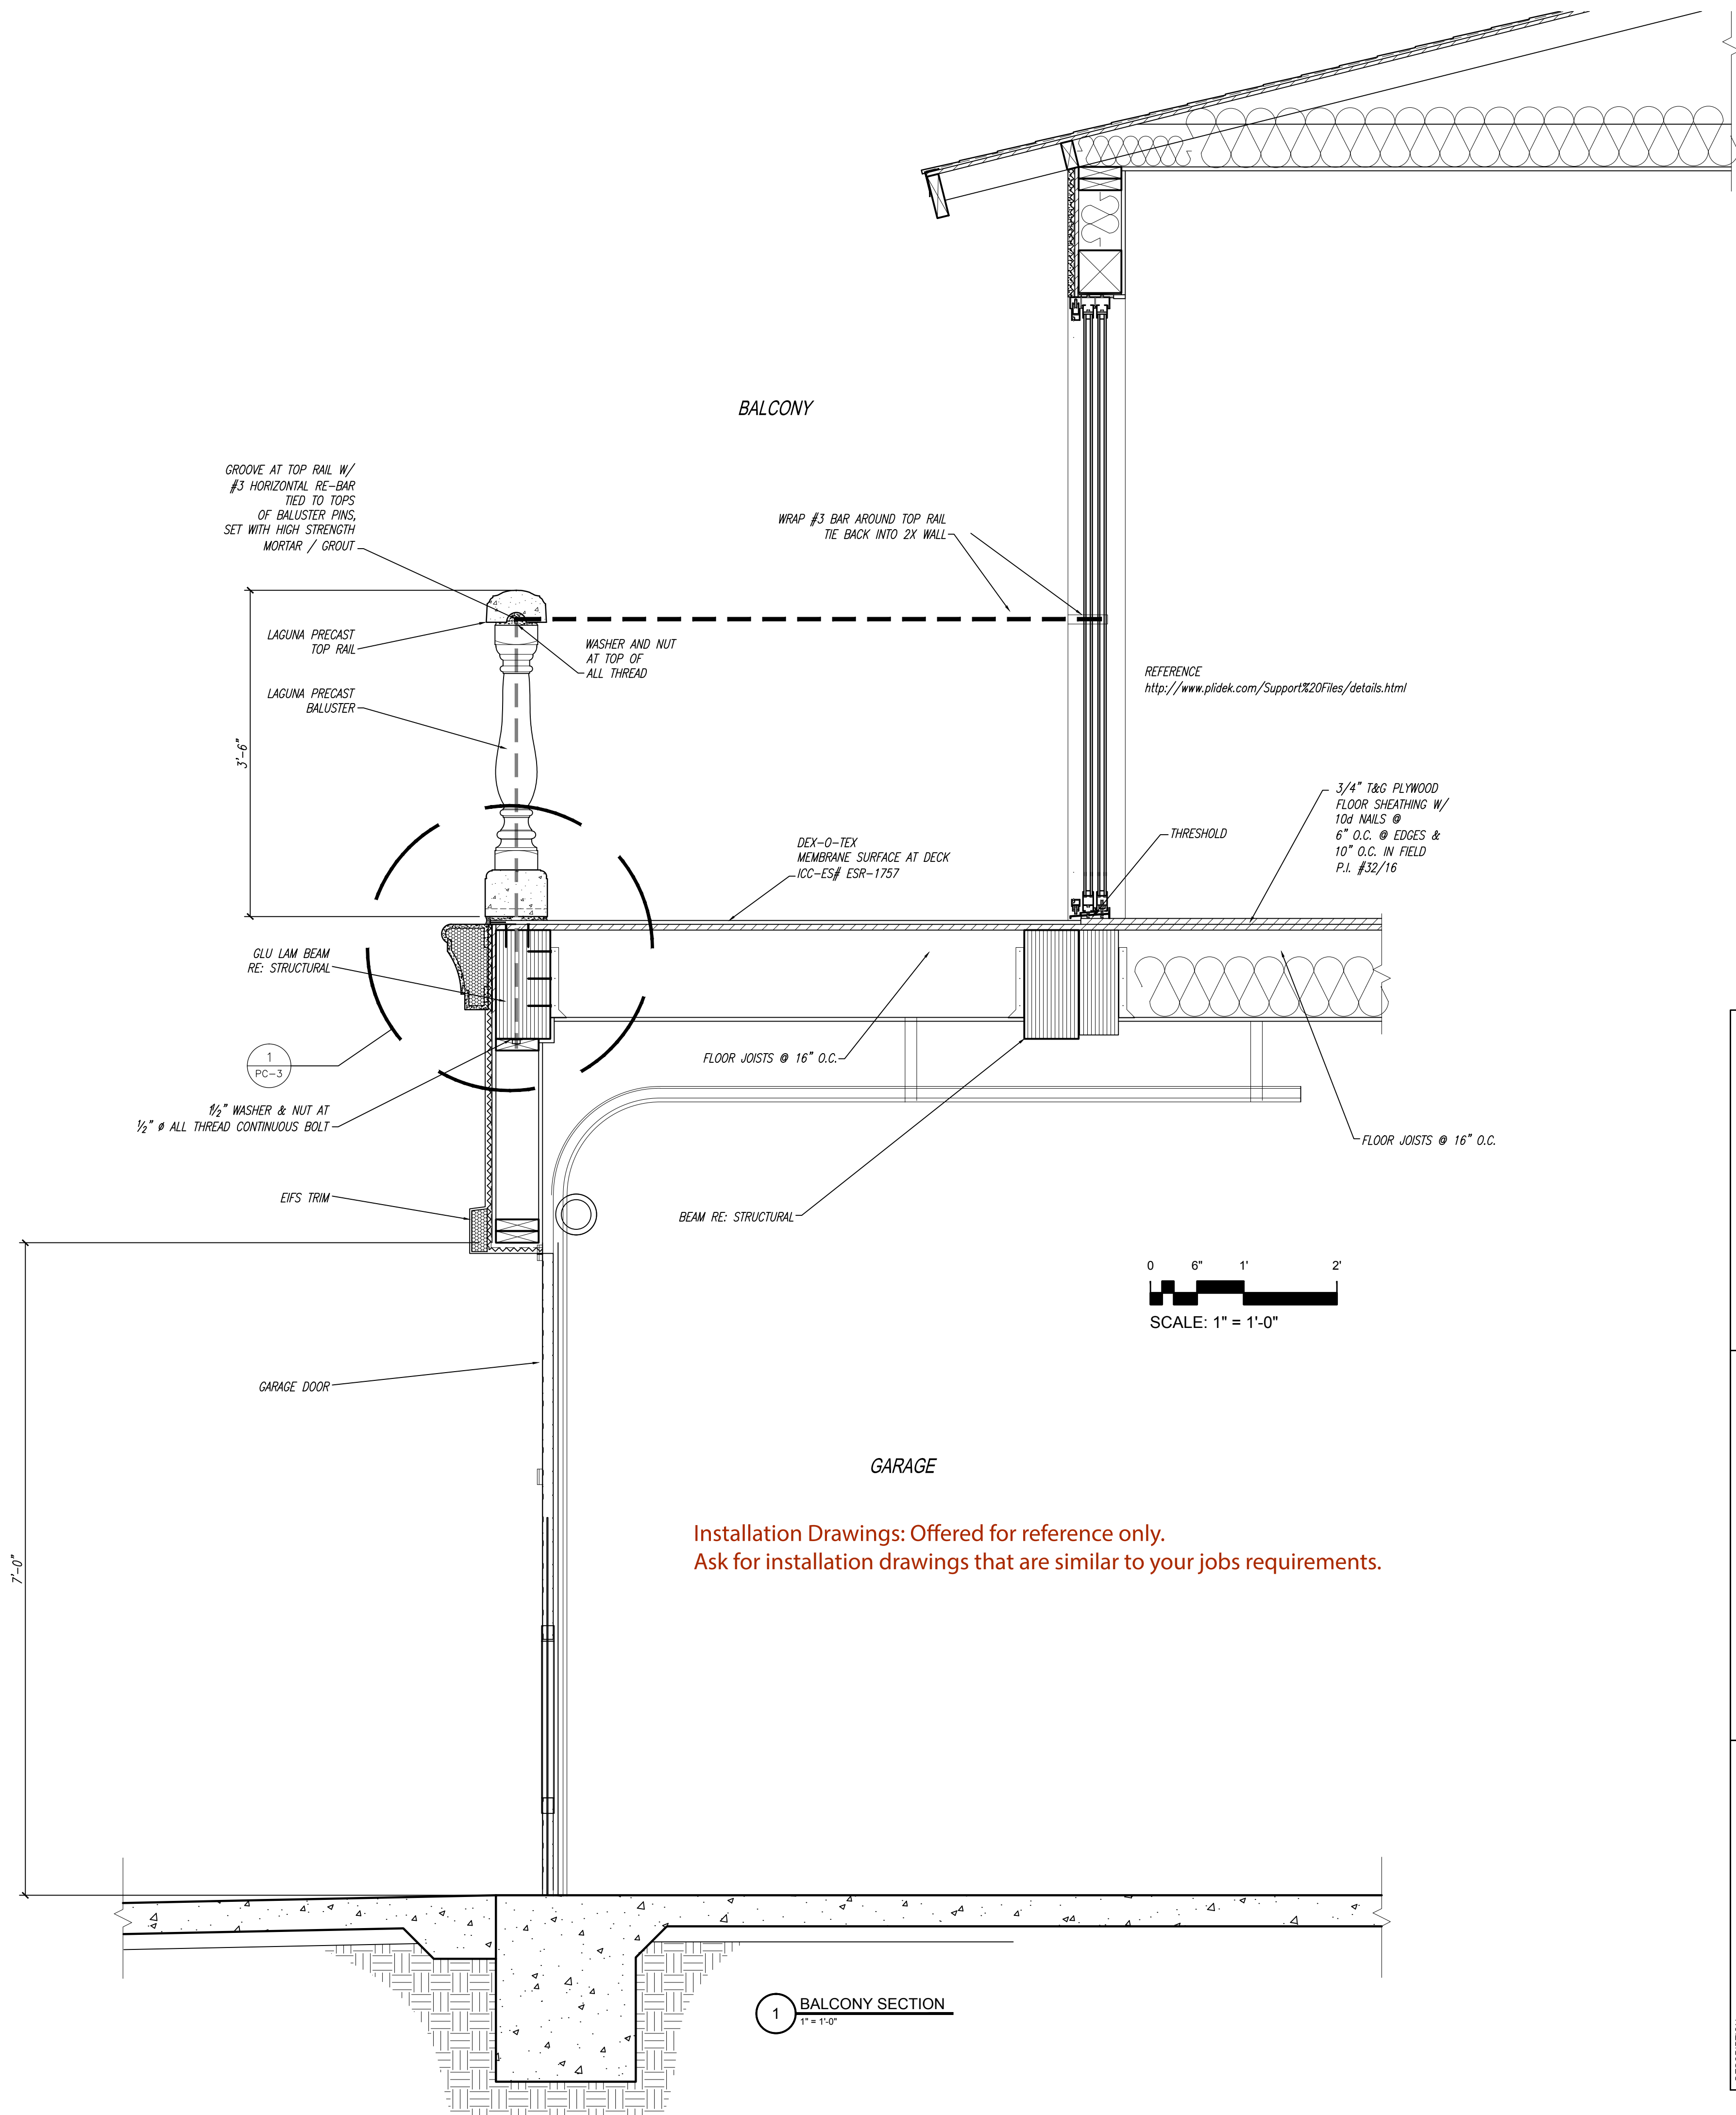 BALCONY
GROOVE AT TOP RAIL W/
#3 HORIZONTAL RE-BAR
TIED TO TOPS
OF BALUSTER PINS,
SET WITH HIGH STRENGTH
MORTAR / GROUT
WRAP #3 BAR AROUND TOP RAIL
TIE BACK INTO 2X WALL
LAGUNA PRECAST
TOP RAIL
WASHER AND NUT
AT TOP OF
ALL THREAD
LAGUNA PRECAST
BALUSTER
REFERENCE
http://www.plidek.com/Support%20Files/details.html
3'-6"
3/4" T&G PLYWOOD
FLOOR SHEATHING W/
10d NAILS @
6" O.C. @ EDGES &
10" O.C. IN FIELD
P.I. #32/16
THRESHOLD
DEX-O-TEX
MEMBRANE SURFACE AT DECK
ICC-ES# ESR-1757
GLU LAM BEAM
RE: STRUCTURAL
1
PC-3
FLOOR JOISTS @ 16" O.C.
½" WASHER & NUT AT
½" ø ALL THREAD CONTINUOUS BOLT
FLOOR JOISTS @ 16" O.C.
EIFS TRIM
BEAM RE: STRUCTURAL
0 6" 1' 2'
SCALE: 1" = 1'-0"
GARAGE DOOR
GARAGE
Installation Drawings: Offered for reference only.
Ask for installation drawings that are similar to your jobs requirements.
7'-0"
1
BALCONY SECTION
1" = 1'-0"